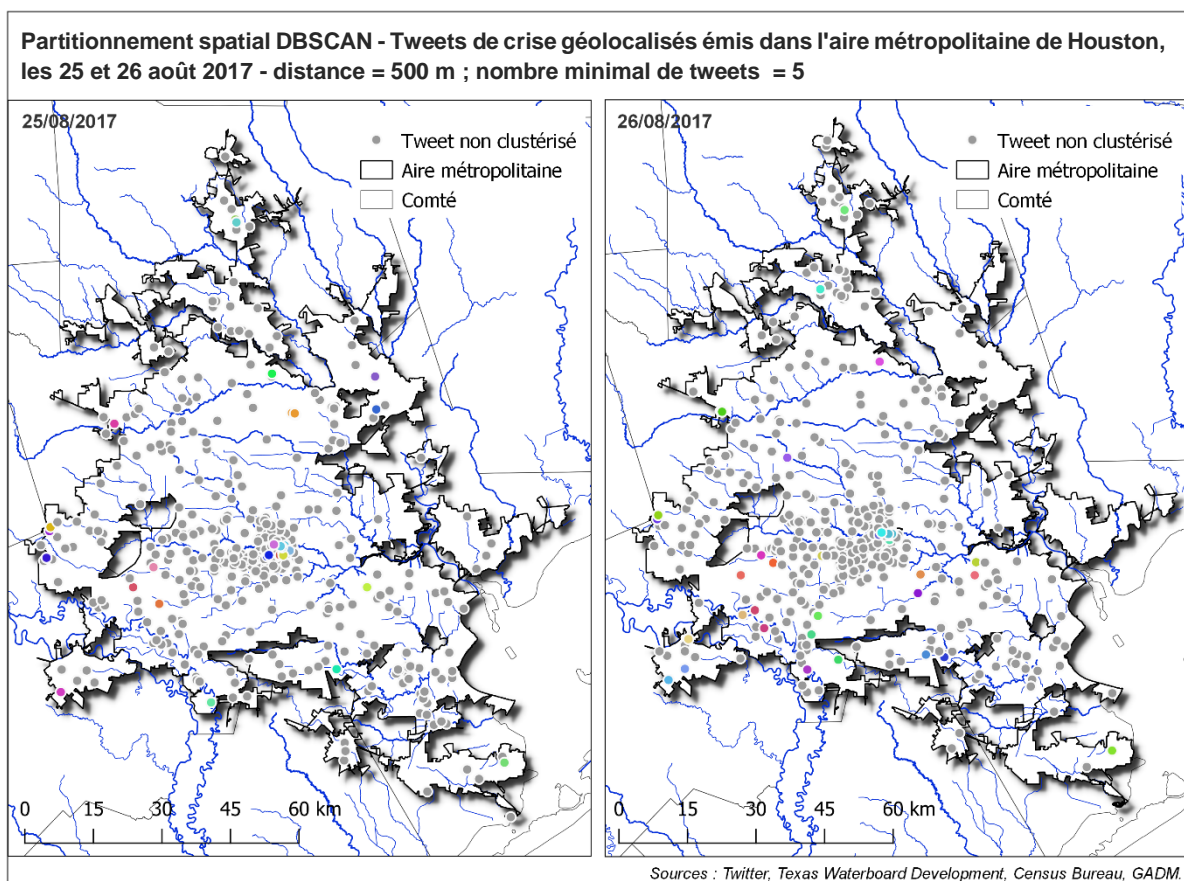 Partitionnement spatial DBSCAN - Tweets de crise géolocalisés émis dans l'aire métropolitaine de Houston,
les 25 et 26 août 2017 - distance = 500 m ; nombre minimal de tweets = 5
25/08/2017
Tweet non clustérisé
Aire métropolitaine
Comté
0 15 30 45 60 km
26/08/2017
Tweet non clustérisé
Aire métropolitaine
Comté
0 15 30 45 60 km
Sources : Twitter, Texas Waterboard Development, Census Bureau, GADM.